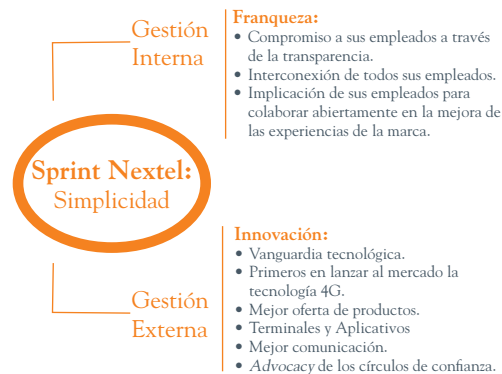 Gestión
Interna
Franqueza:
• Compromiso a sus empleados a través
de la transparencia.
• Interconexión de todos sus empleados.
• Implicación de sus empleados para
colaborar abiertamente en la mejora de
las experiencias de la marca.
Sprint Nextel:
Simplicidad
Gestión
Externa
Innovación:
• Vanguardia tecnológica.
• Primeros en lanzar al mercado la
tecnología 4G.
• Mejor oferta de productos.
• Terminales y Aplicativos
• Mejor comunicación.
• Advocacy de los círculos de confianza.